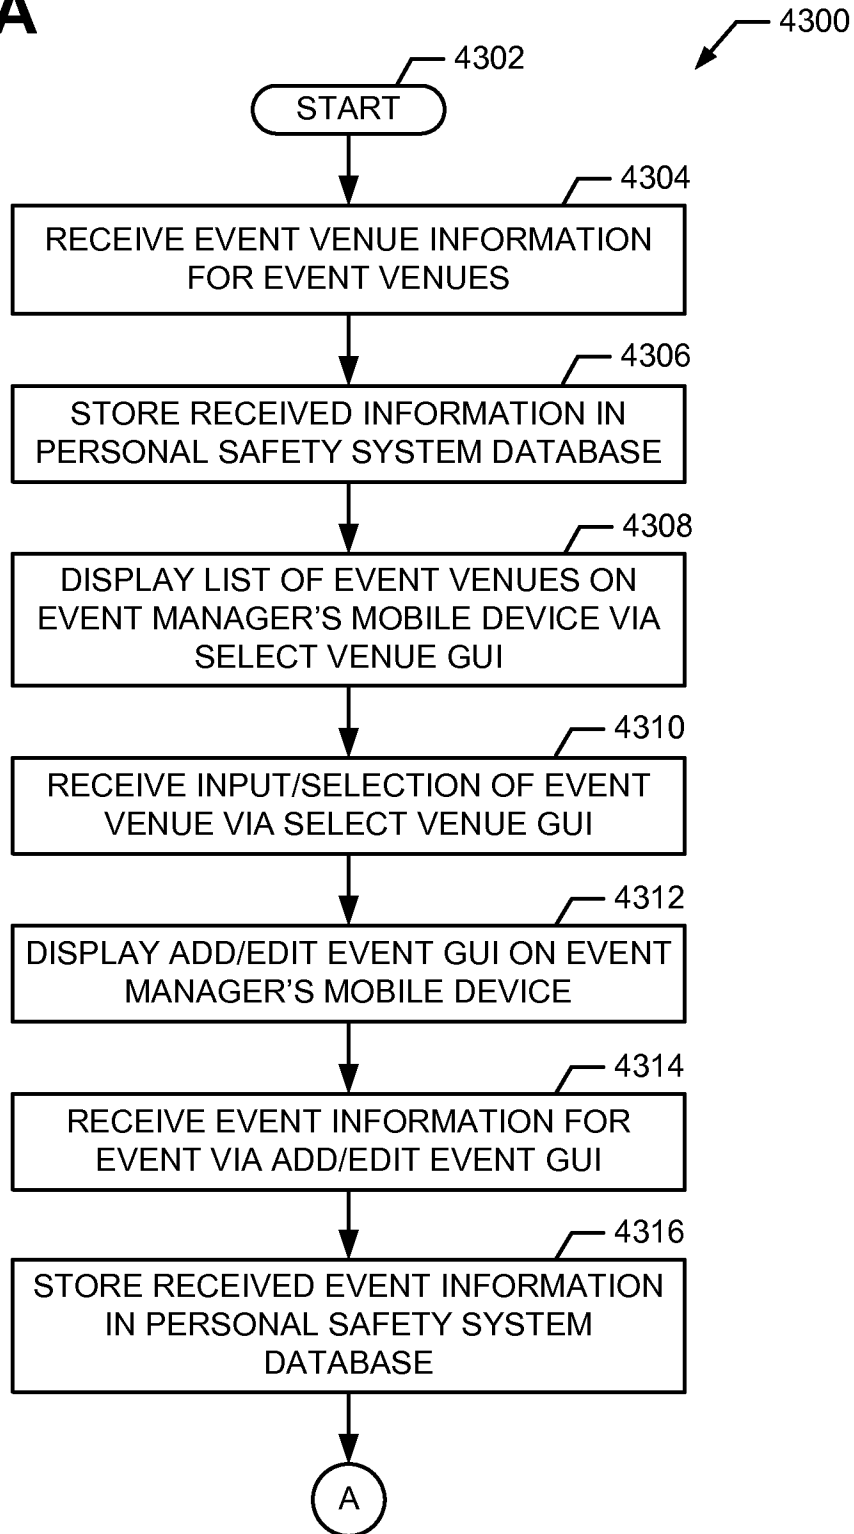 A
4300
4302
START
4304
RECEIVE EVENT VENUE INFORMATION
FOR EVENT VENUES
4306
STORE RECEIVED INFORMATION IN
PERSONAL SAFETY SYSTEM DATABASE
4308
DISPLAY LIST OF EVENT VENUES ON
EVENT MANAGER’S MOBILE DEVICE VIA
SELECT VENUE GUI
4310
RECEIVE INPUT/SELECTION OF EVENT
VENUE VIA SELECT VENUE GUI
4312
DISPLAY ADD/EDIT EVENT GUI ON EVENT
MANAGER’S MOBILE DEVICE
4314
RECEIVE EVENT INFORMATION FOR
EVENT VIA ADD/EDIT EVENT GUI
4316
STORE RECEIVED EVENT INFORMATION
IN PERSONAL SAFETY SYSTEM
DATABASE
A